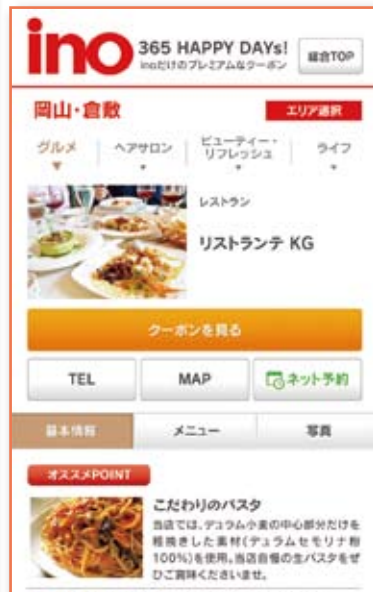 ino
365 HAPPY DAYs!
inoだけのプレミアムなクーポン
総合TOP
岡山・倉敷
エリア選択
グルメ
ヘアサロン
ビューティー・
リフレッシュ
ライフ
レストラン
リストランテ KG
クーポンを見る
TEL
MAP
ネット予約
基本情報
メニュー
写真
オススメPOINT
こだわりのパスタ
当店では、デュラム小麦の中心部分だけを
粗挽きした素材(デュラムセモリナ粉
100%)を使用。当店自慢の生パスタをぜ
ひご賞味くださいませ。